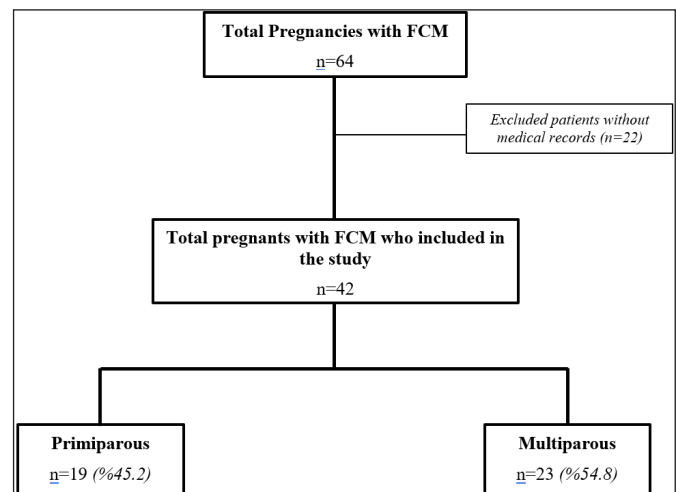 Total Pregnancies with FCM
n=64
Excluded patients without
medical records (n=22)
Total pregnants with FCM who included in
the study
n=42
Primiparous
n=19 (%45.2)
Multiparous
n=23 (%54.8)